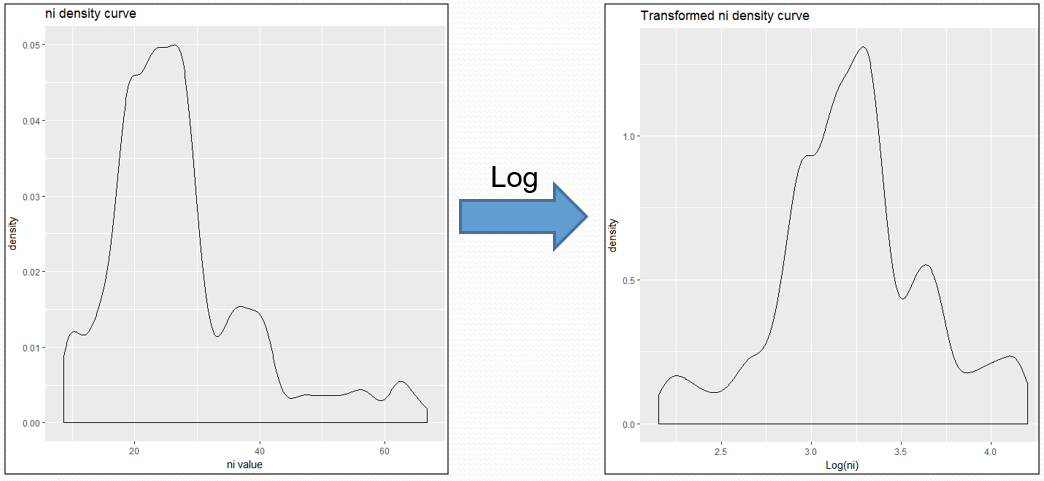 ni density curve
0.05
0.04
0.03
0.02
0.01
0.00
density
20 40 60
ni value
Log
Transformed ni density curve
1.0
0.5
0.0
density
2.5 3.0 3.5 4.0
Log(ni)